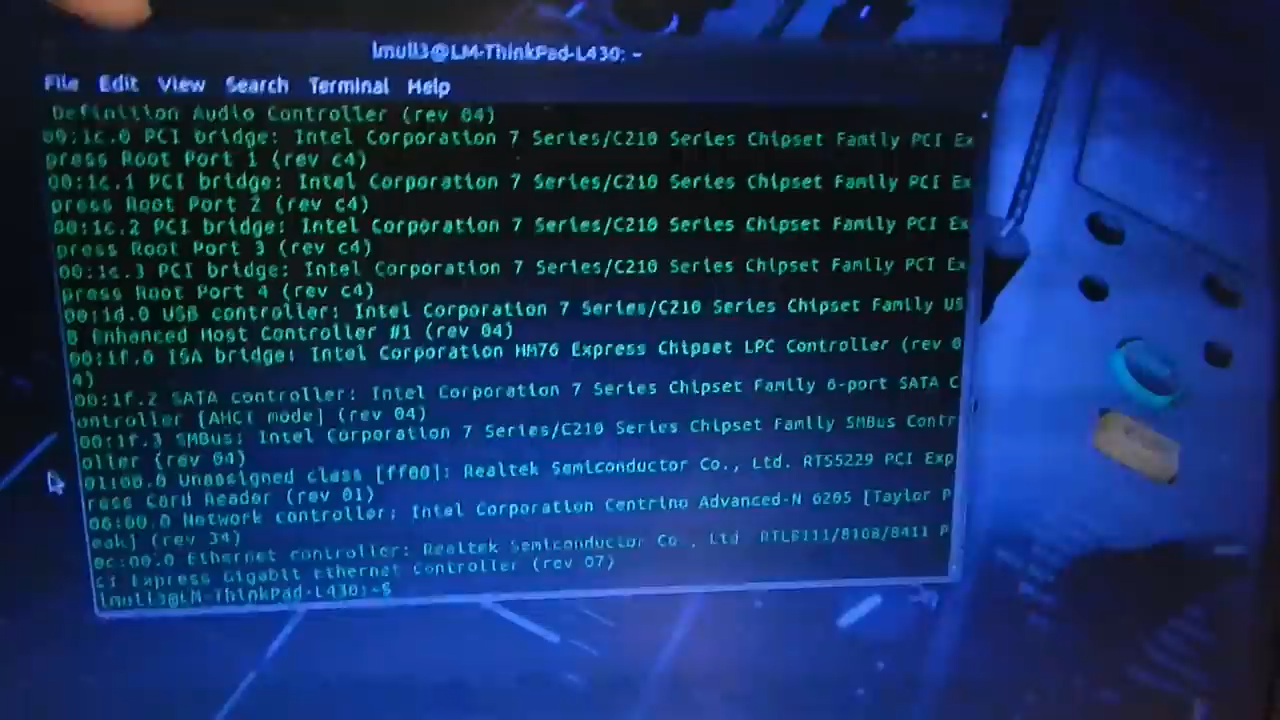 lmull3@LM-ThinkPad-L430: ~
File Edit View Search Terminal Help
Definition Audio Controller (rev 04)
00:1c.0 PCI bridge: Intel Corporation 7 Series/C210 Series Chipset Family PCI Ex
press Root Port 1 (rev c4)
00:1c.1 PCI bridge: Intel Corporation 7 Series/C210 Series Chipset Family PCI Ex
press Root Port 2 (rev c4)
00:1c.2 PCI bridge: Intel Corporation 7 Series/C210 Series Chipset Family PCI Ex
press Root Port 3 (rev c4)
00:1c.3 PCI bridge: Intel Corporation 7 Series/C210 Series Chipset Family PCI Ex
press Root Port 4 (rev c4)
00:1d.0 USB controller: Intel Corporation 7 Series/C210 Series Chipset Family US
B Enhanced Host Controller #1 (rev 04)
00:1f.0 ISA bridge: Intel Corporation HM76 Express Chipset LPC Controller (rev 0
4)
00:1f.2 SATA controller: Intel Corporation 7 Series Chipset Family 6-port SATA C
ontroller [AHCI mode] (rev 04)
00:1f.3 SMBus: Intel Corporation 7 Series/C210 Series Chipset Family SMBus Contr
oller (rev 04)
01:00.0 Unassigned class [ff00]: Realtek Semiconductor Co., Ltd. RTS5229 PCI Exp
ress Card Reader (rev 01)
06:00.0 Network controller: Intel Corporation Centrino Advanced-N 6205 [Taylor P
eak] (rev 34)
0c:00.0 Ethernet controller: Realtek Semiconductor Co., Ltd. RTL8111/8168/8411 P
CI Express Gigabit Ethernet Controller (rev 07)
lmull3@LM-ThinkPad-L430:~$